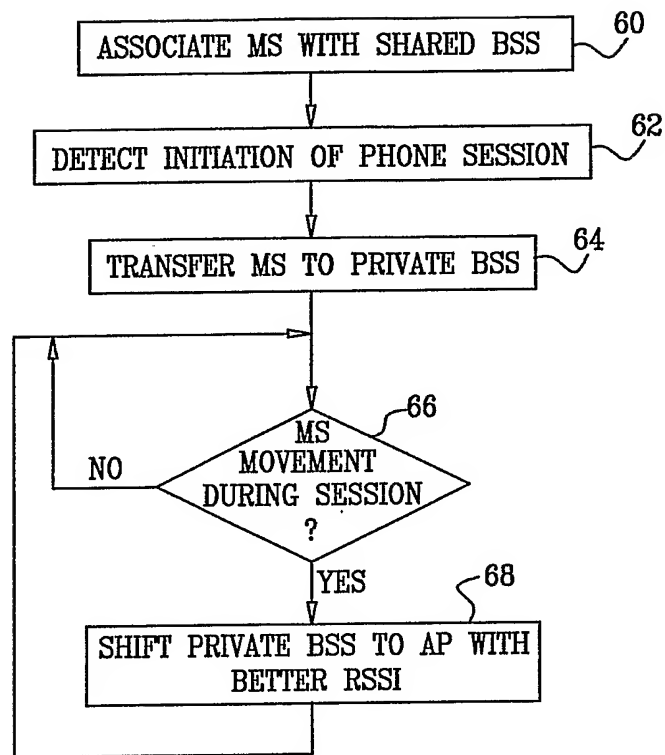 ASSOCIATE MS WITH SHARED BSS
60
DETECT INITIATION OF PHONE SESSION
62
TRANSFER MS TO PRIVATE BSS
64
MS
MOVEMENT
DURING SESSION
?
66
NO
YES
68
SHIFT PRIVATE BSS TO AP WITH
BETTER RSSI